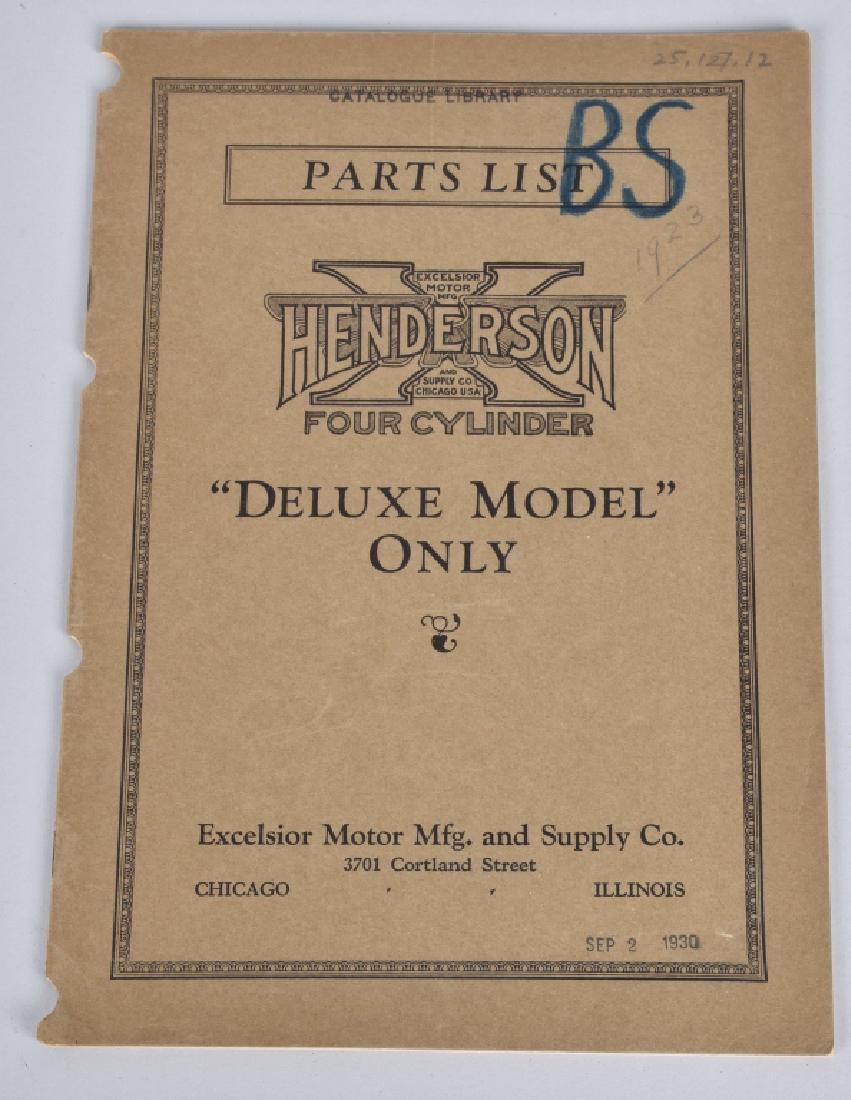 25.127.12
CATALOGUE LIBRARY
BS
PARTS LIST
1923
EXCELSIOR
MOTOR
MFG
HENDERSON
AND
SUPPLY CO
CHICAGO USA
FOUR CYLINDER
“DELUXE MODEL”
ONLY
Excelsior Motor Mfg. and Supply Co.
3701 Cortland Street
CHICAGO ILLINOIS
SEP 2 1930